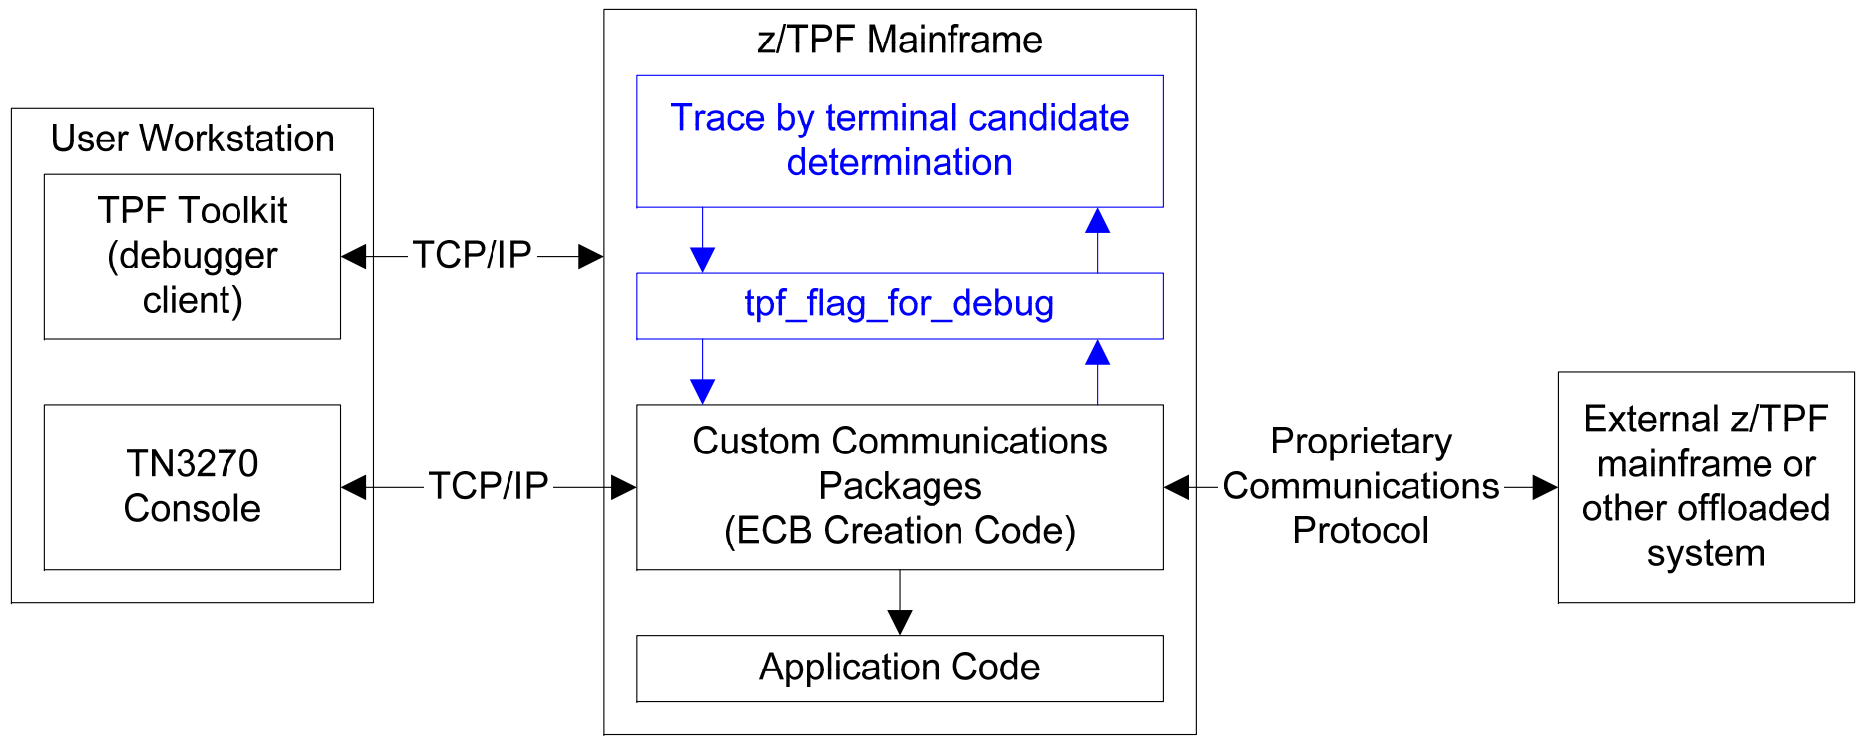 z/TPF Mainframe
Trace by terminal candidate
determination
User Workstation
TPF Toolkit
(debugger
client)
TCP/IP
tpf_flag_for_debug
TN3270
Console
TCP/IP
Custom Communications
Packages
(ECB Creation Code)
Proprietary
Communications
Protocol
External z/TPF
mainframe or
other offloaded
system
Application Code